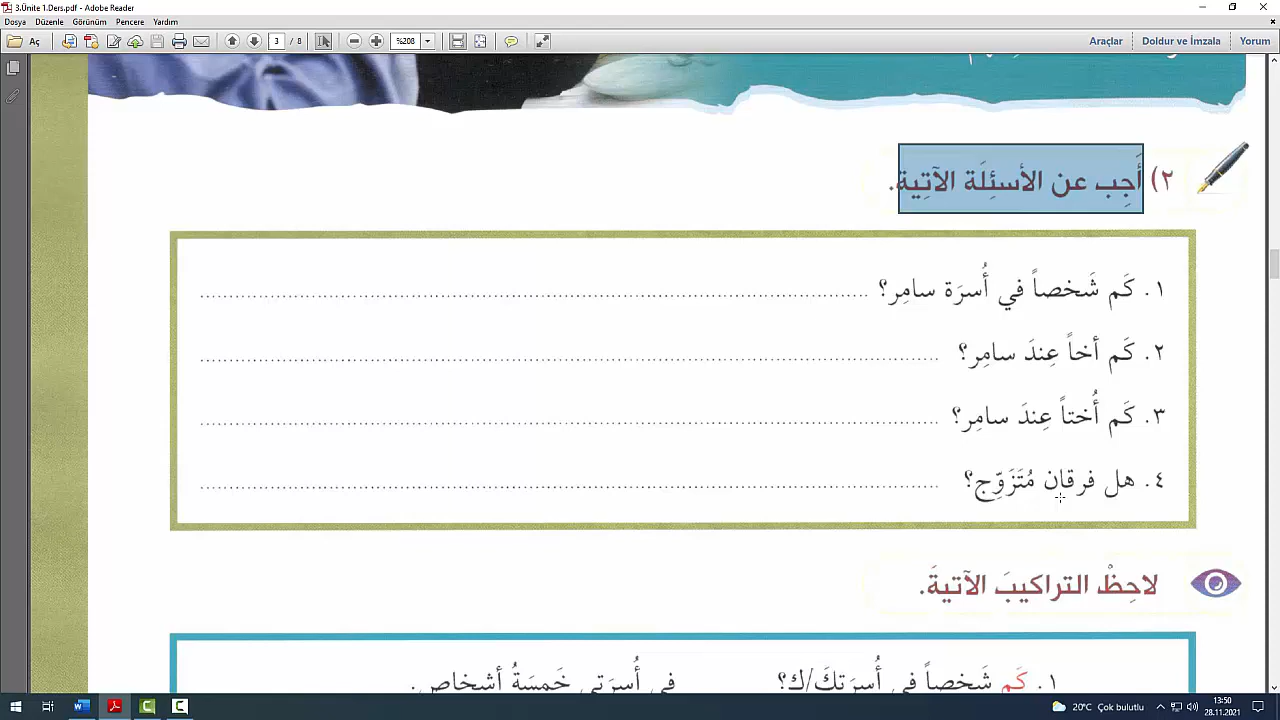 3.Ünite 1.Ders.pdf - Adobe Reader
Dosya Düzenle Görünüm Pencere Yardım
Aç 3 / 8 %208 Araçlar Doldur ve İmzala Yorum
٢) أَجِب عن الأسئِلَة الآتِية.
١. كَم شَخصاً في أُسرَة سامِر؟ ........................................
٢. كَم أخاً عِندَ سامِر؟ ........................................
٣. كَم أُختاً عِندَ سامِر؟ ........................................
٤. هل فرقان مُتَزَوِّج؟ ........................................
لاحِظْ التراكيبَ الآتيةَ.
١. كَم شَخصاً في أُسرَتكَ/ك؟ في أُسرَتي خَمسَةُ أشخاص.
20°C Çok bulutlu 13:50
28.11.2021